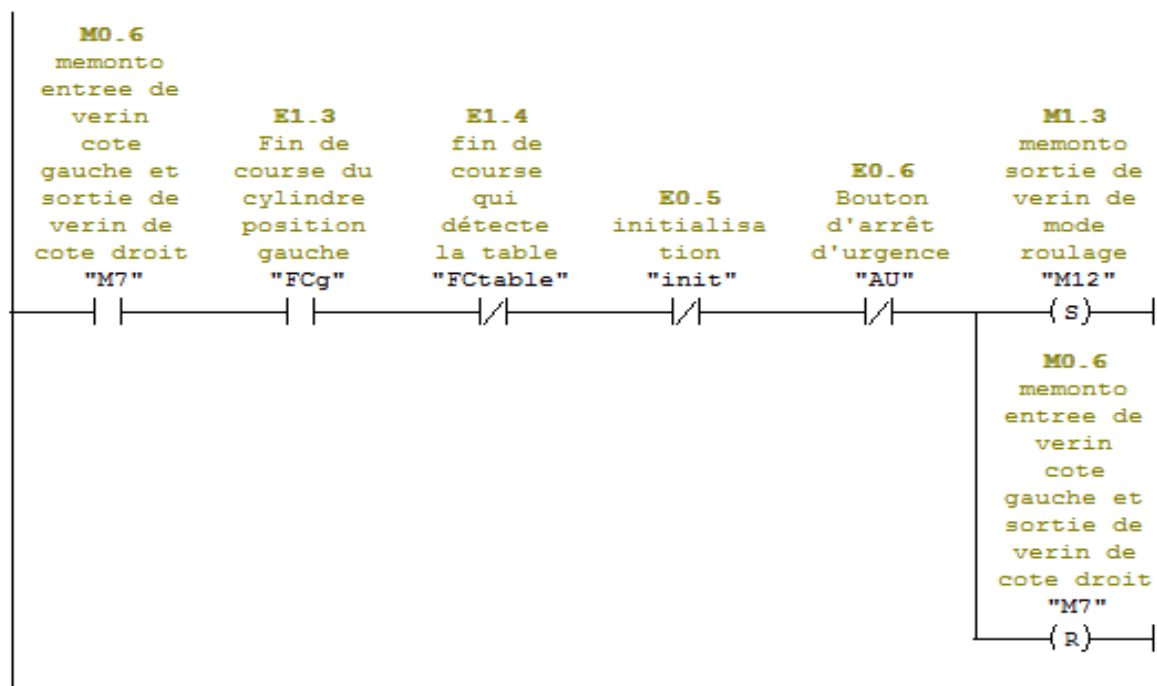 M0.6
memonto
entree de
verin
cote
gauche et
sortie de
verin de
cote droit
"M7"
E1.3
Fin de
course du
cylindre
position
gauche
"FCg"
E1.4
fin de
course
qui
détecte
la table
"FCtable"
E0.5
initialisa
tion
"init"
E0.6
Bouton
d'arrêt
d'urgence
"AU"
M1.3
memonto
sortie de
verin de
mode
roulage
"M12"
S
M0.6
memonto
entree de
verin
cote
gauche et
sortie de
verin de
cote droit
"M7"
R